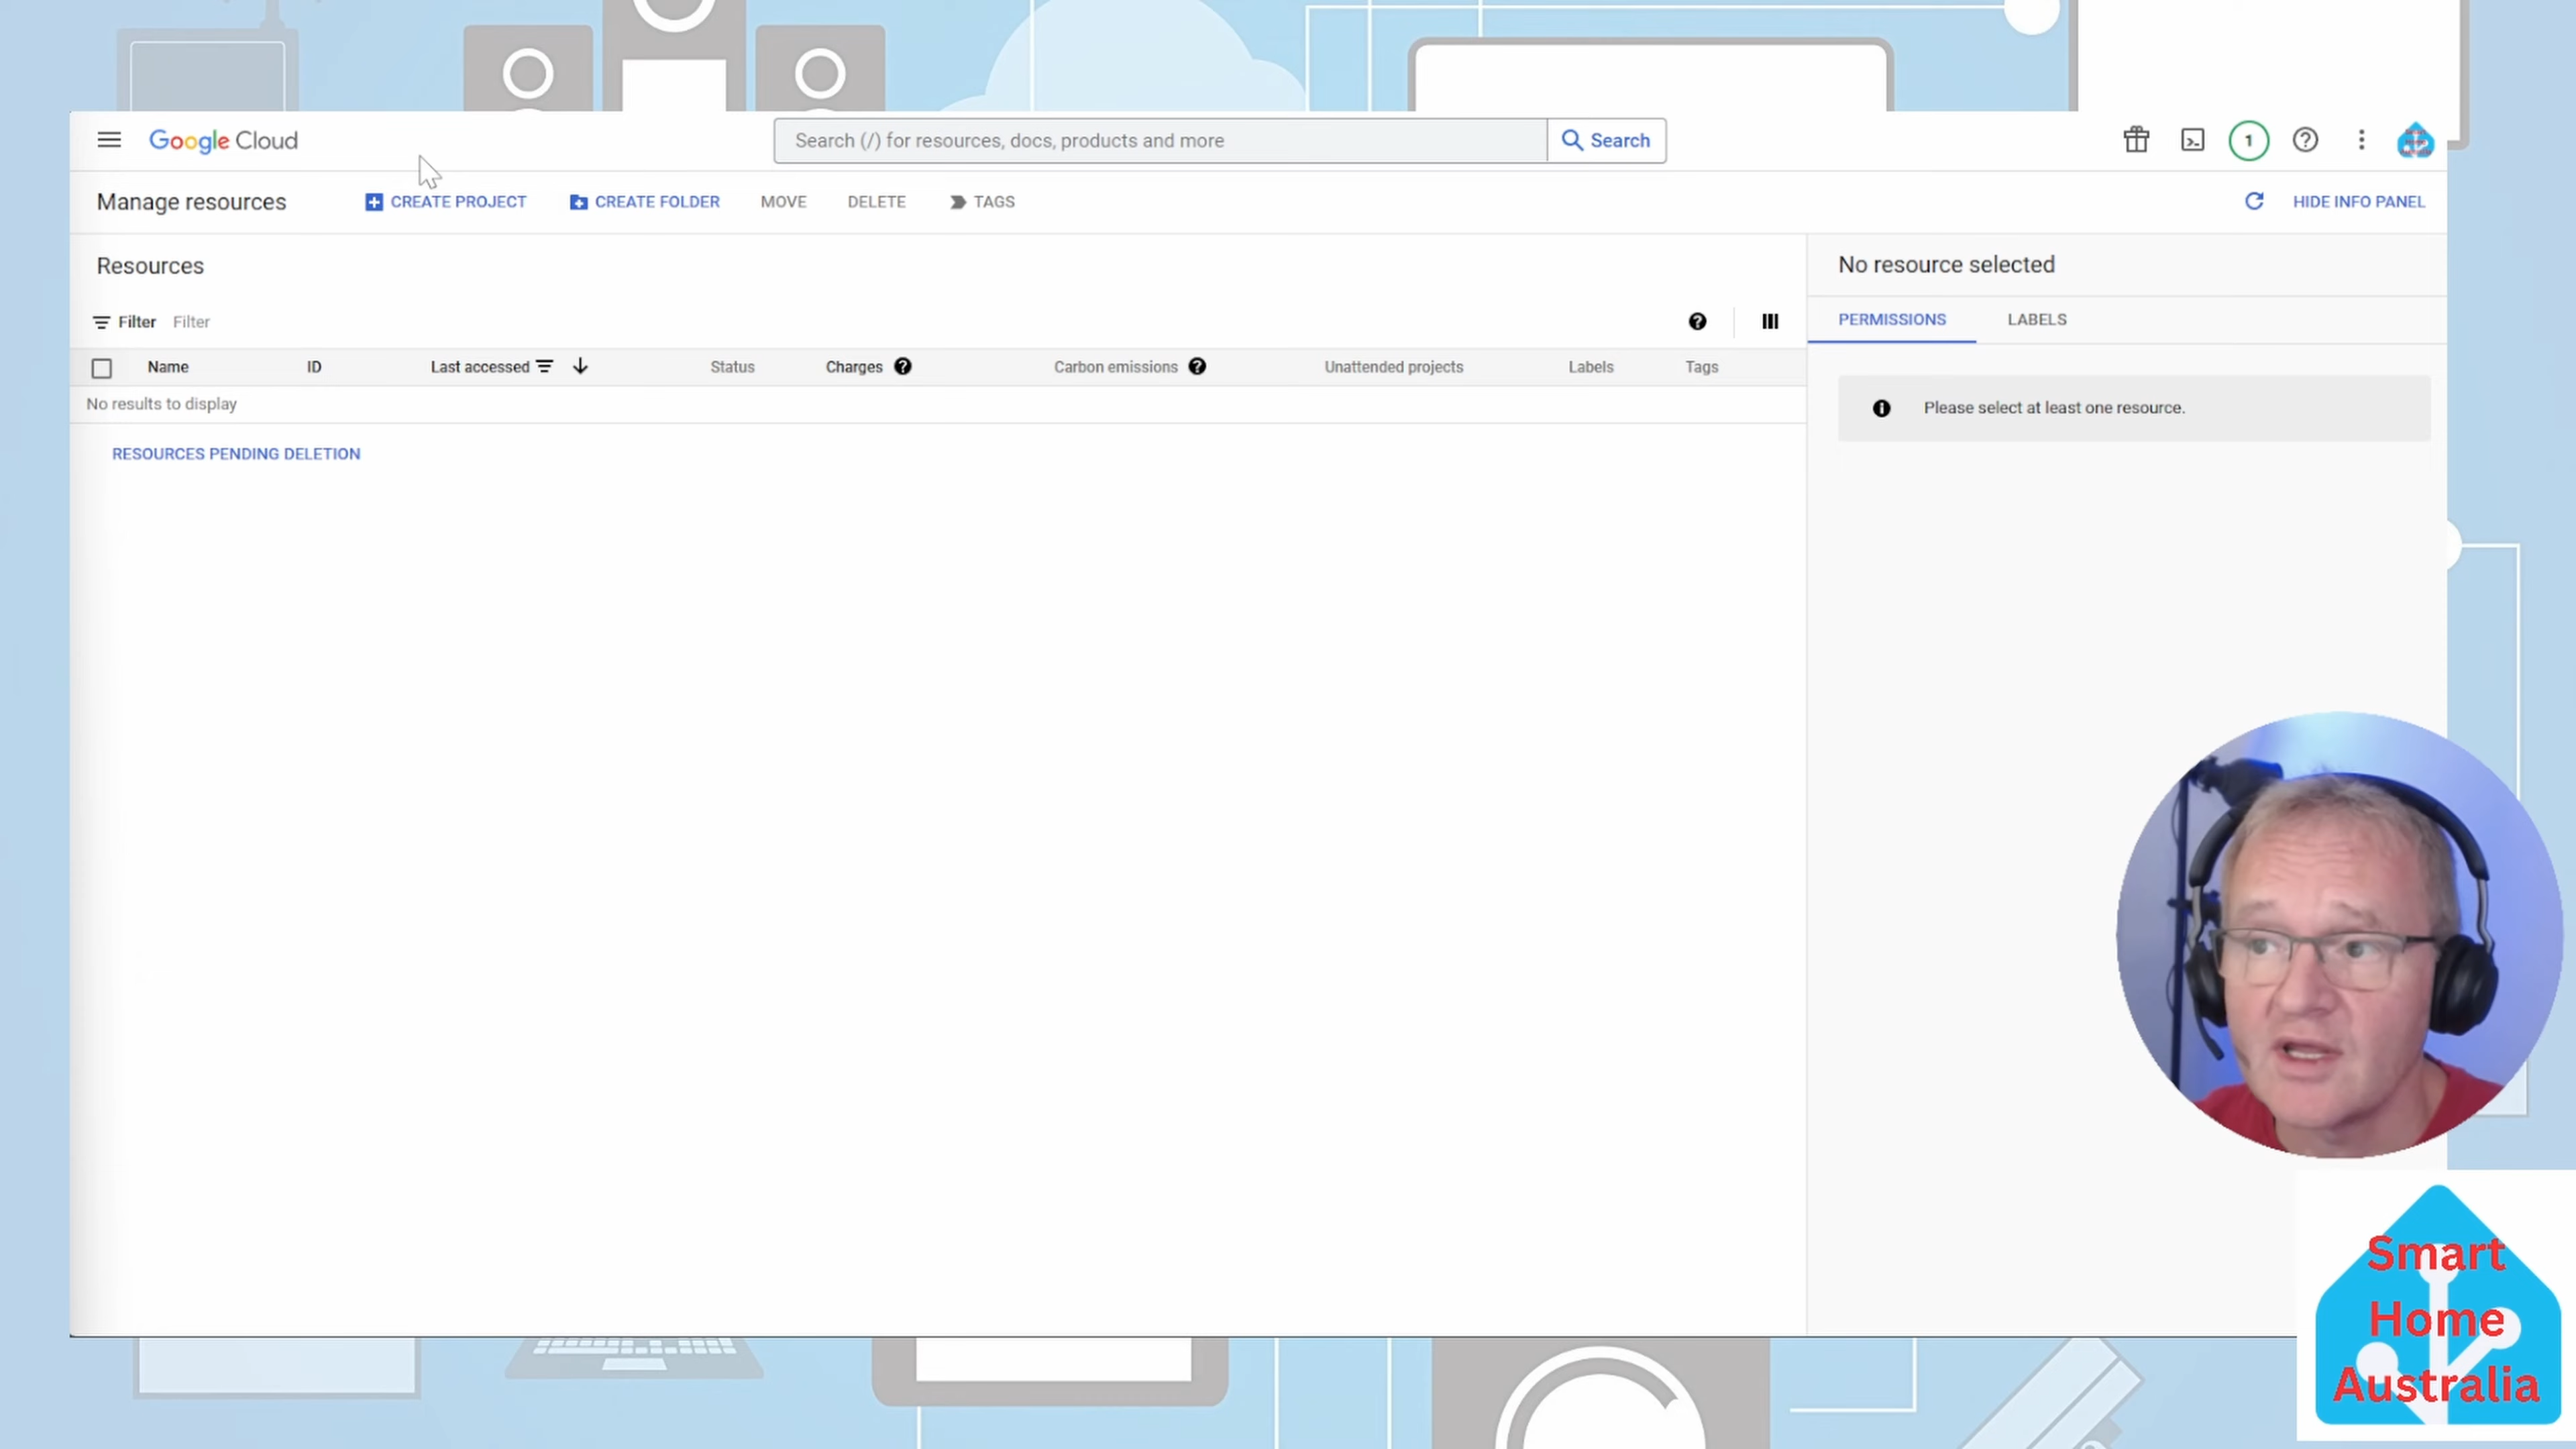 Google Cloud
Search (/) for resources, docs, products and more
Search
1
Manage resources
CREATE PROJECT
CREATE FOLDER
MOVE
DELETE
TAGS
HIDE INFO PANEL
Resources
Filter Filter
Name
ID
Last accessed
Status
Charges
Carbon emissions
Unattended projects
Labels
Tags
No results to display
RESOURCES PENDING DELETION
No resource selected
PERMISSIONS
LABELS
Please select at least one resource.
Smart
Home
Australia